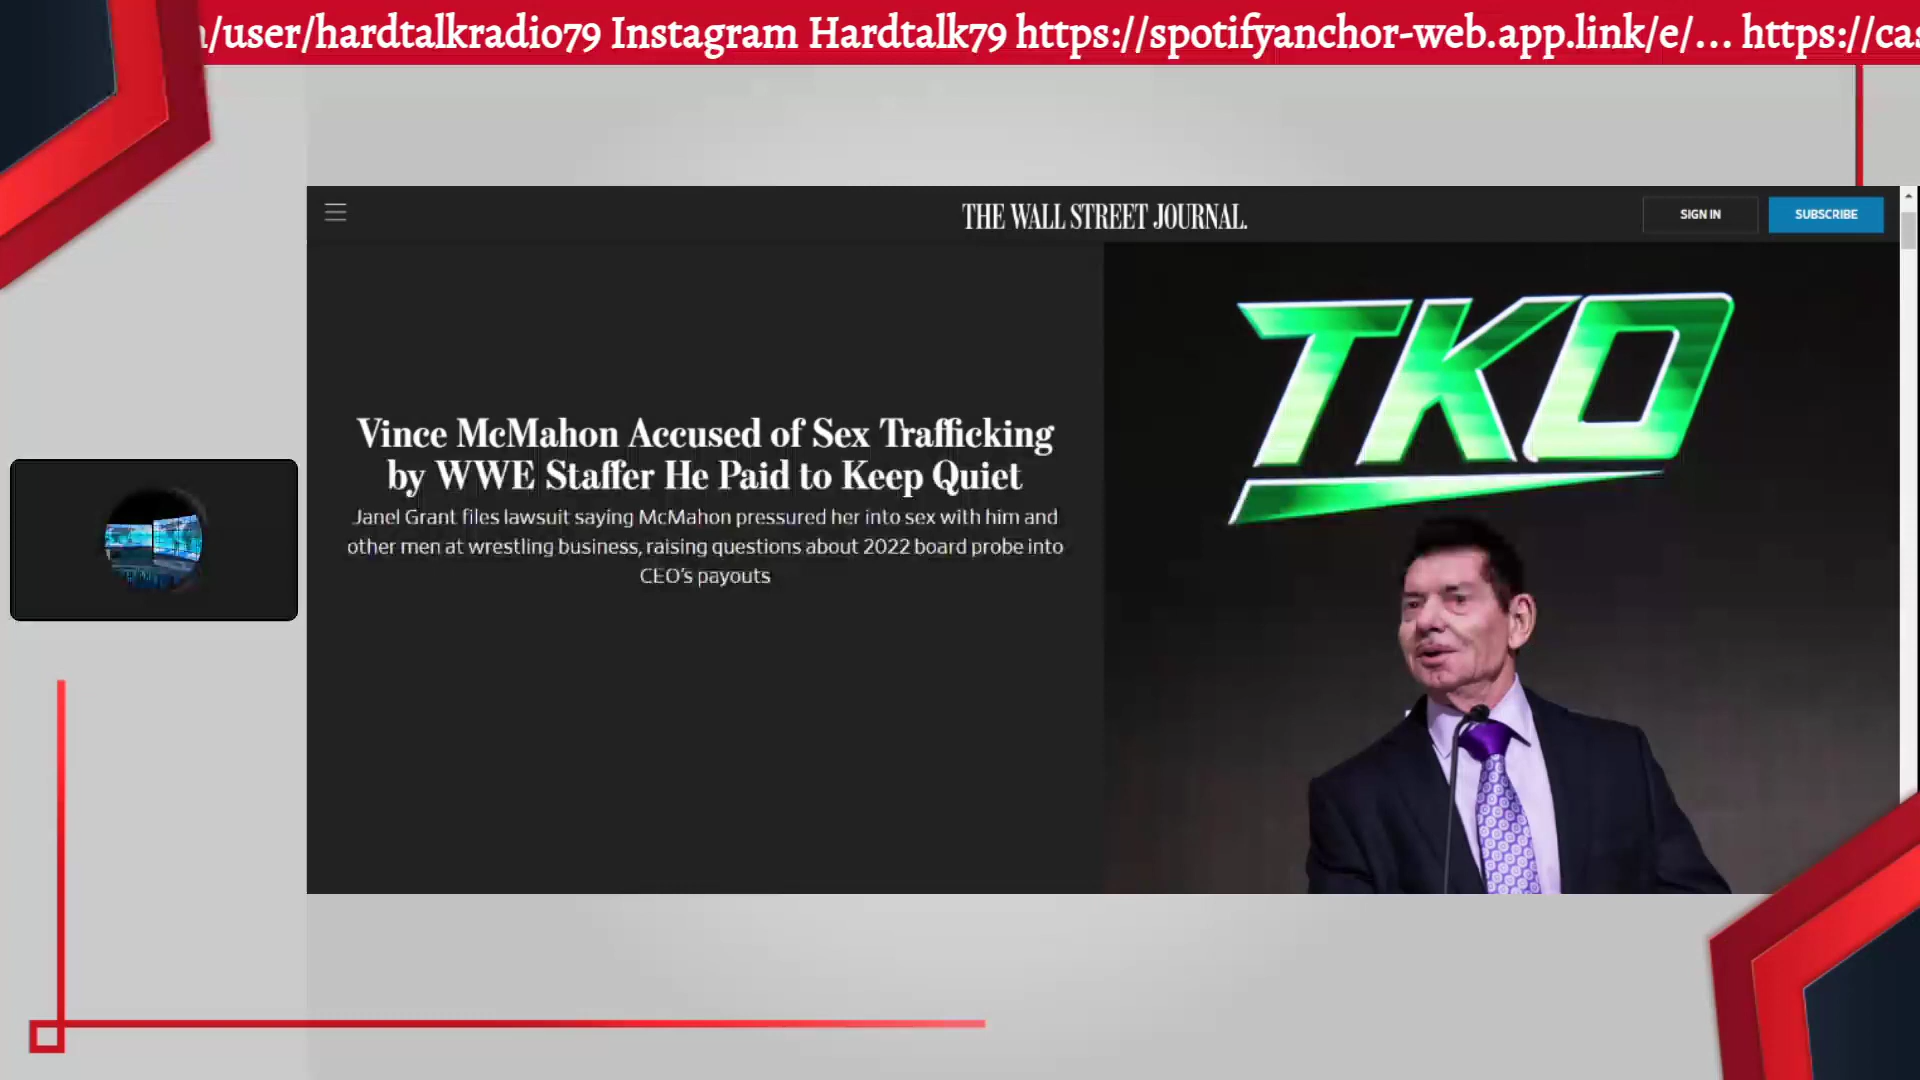 /user/hardtalkradio79 Instagram Hardtalk79 https://spotifyanchor-web.app.link/e/... https://cas
THE WALL STREET JOURNAL.
SIGN IN
SUBSCRIBE
TKO
Vince McMahon Accused of Sex Trafficking
by WWE Staffer He Paid to Keep Quiet
Janel Grant files lawsuit saying McMahon pressured her into sex with him and
other men at wrestling business, raising questions about 2022 board probe into
CEO’s payouts